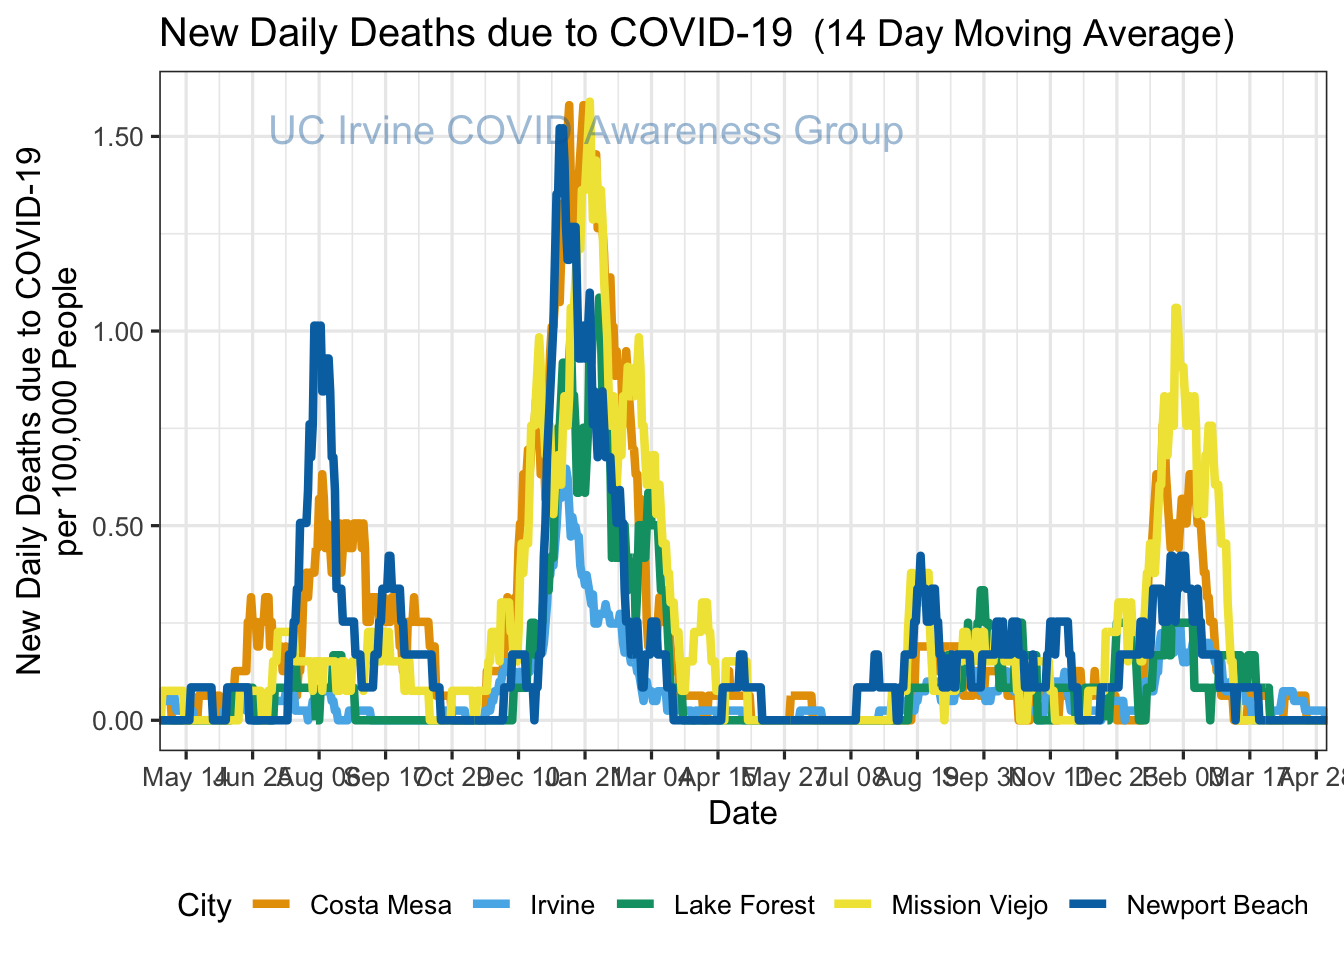 New Daily Deaths due to COVID-19 (14 Day Moving Average)
UC Irvine COVID Awareness Group
New Daily Deaths due to COVID-19
per 100,000 People
1.50
1.00
0.50
0.00
May 14 Jun 25 Aug 06 Sep 17 Oct 29 Dec 10 Jan 21 Mar 04 Apr 15 May 27 Jul 08 Aug 19 Sep 30 Nov 11 Dec 23 Feb 03 Mar 17 Apr 28
Date
City Costa Mesa Irvine Lake Forest Mission Viejo Newport Beach